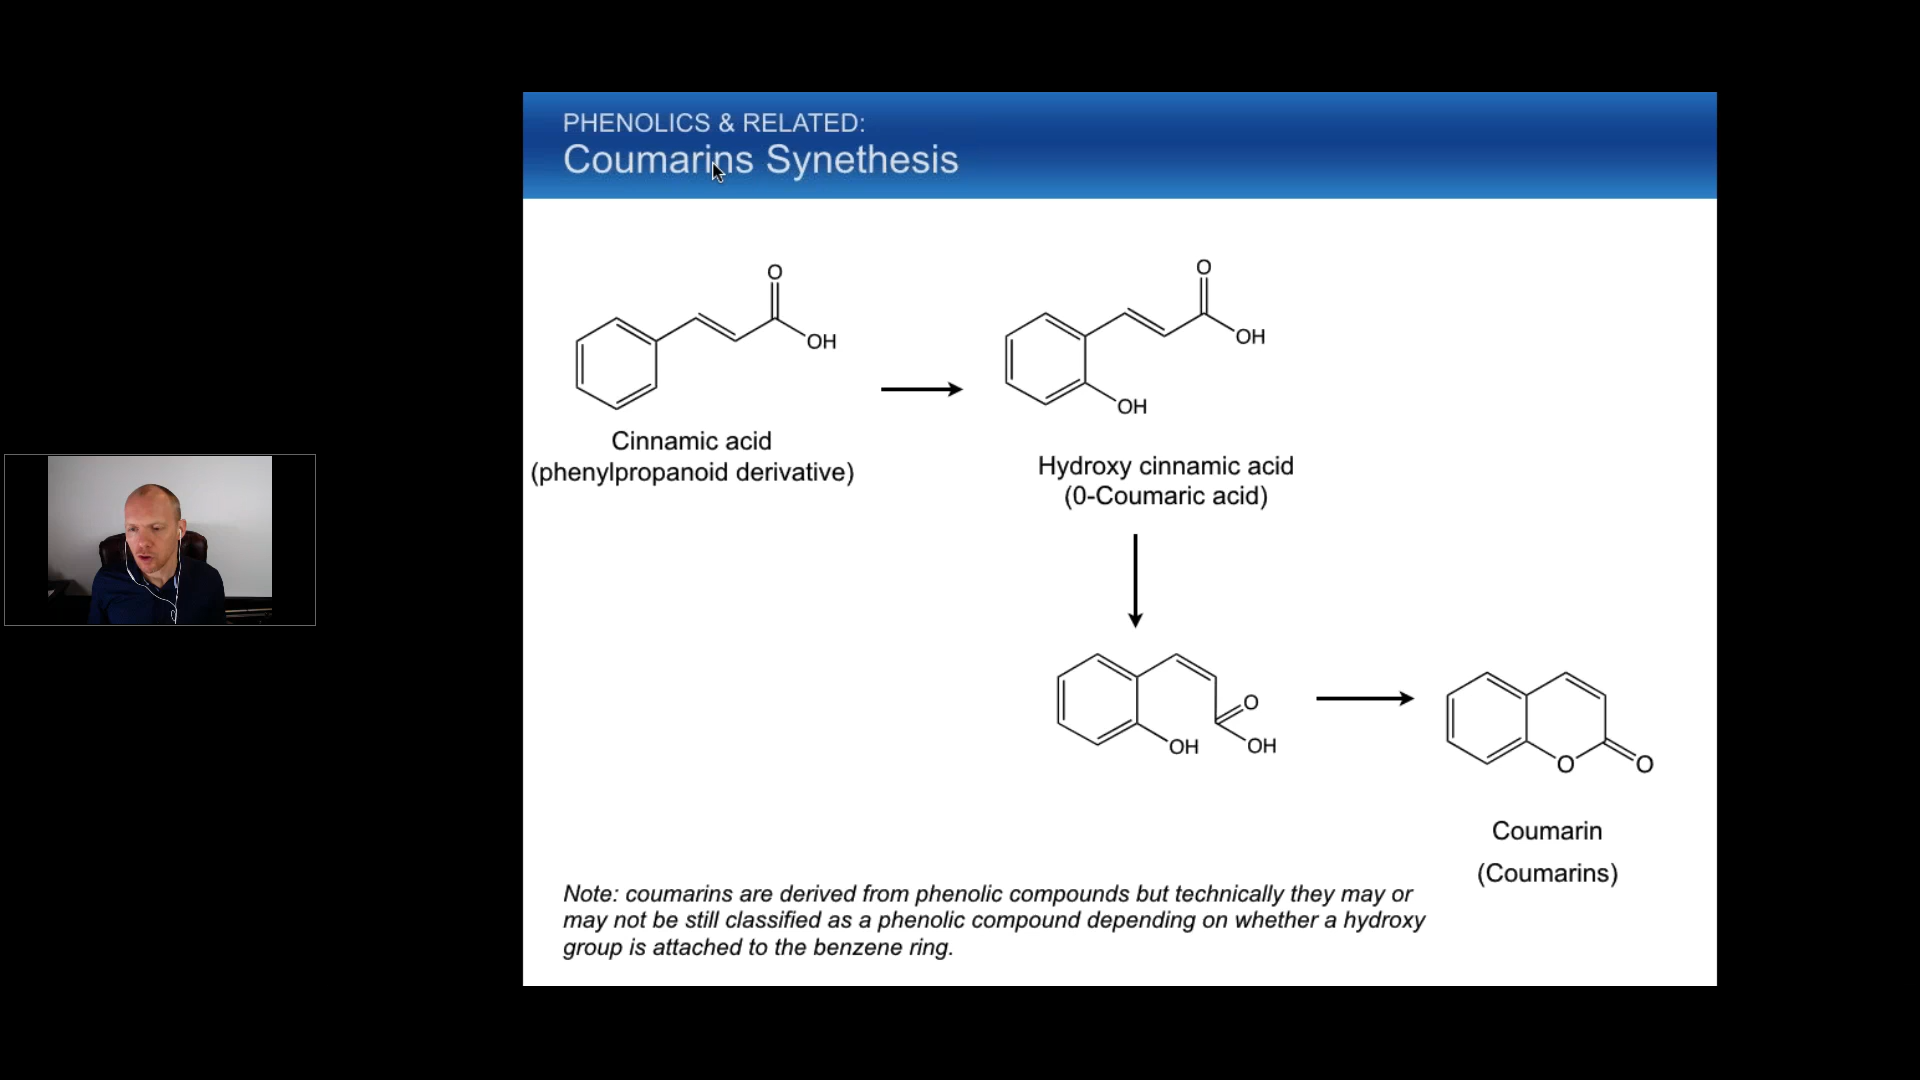 PHENOLICS & RELATED:
Coumarins Synethesis
O
OH
Cinnamic acid
(phenylpropanoid derivative)
O
OH
OH
Hydroxy cinnamic acid
(0-Coumaric acid)
O
OH
OH
O
O
Coumarin
(Coumarins)
Note: coumarins are derived from phenolic compounds but technically they may or
may not be still classified as a phenolic compound depending on whether a hydroxy
group is attached to the benzene ring.